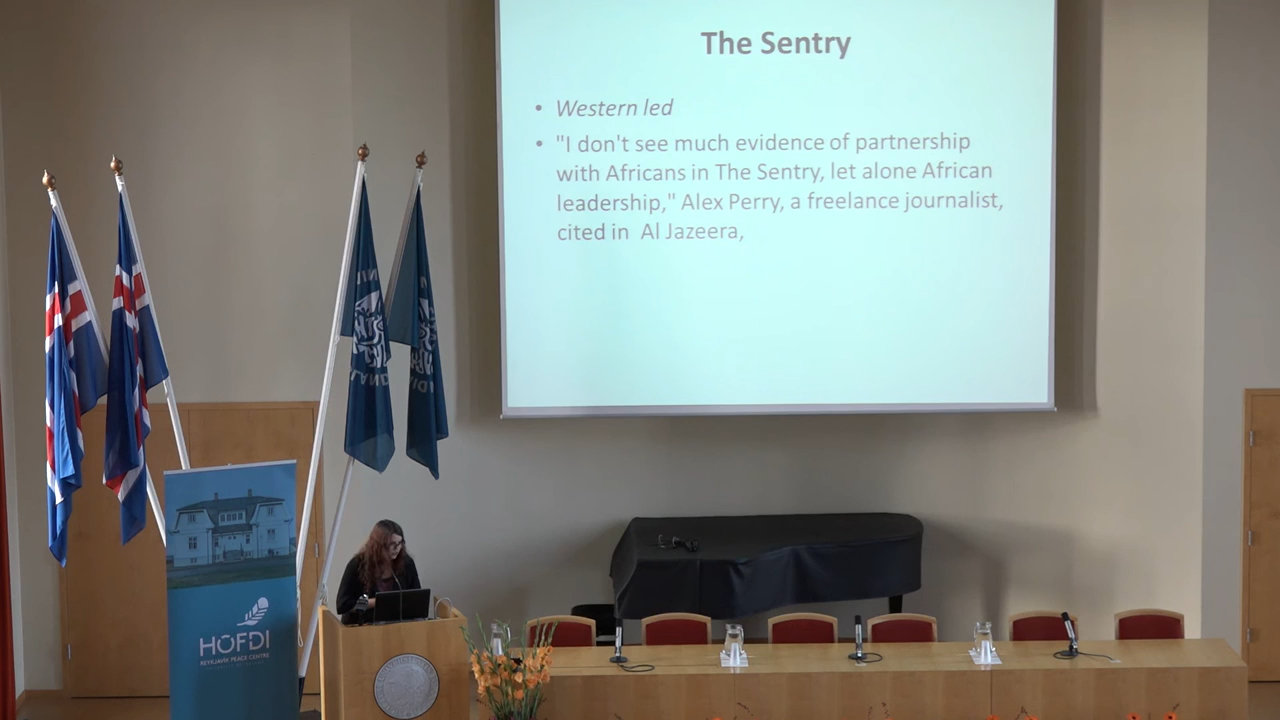 The Sentry
• Western led
• "I don't see much evidence of partnership
with Africans in The Sentry, let alone African
leadership," Alex Perry, a freelance journalist,
cited in Al Jazeera,
HÖFDI
REYKJAVÍK PEACE CENTRE